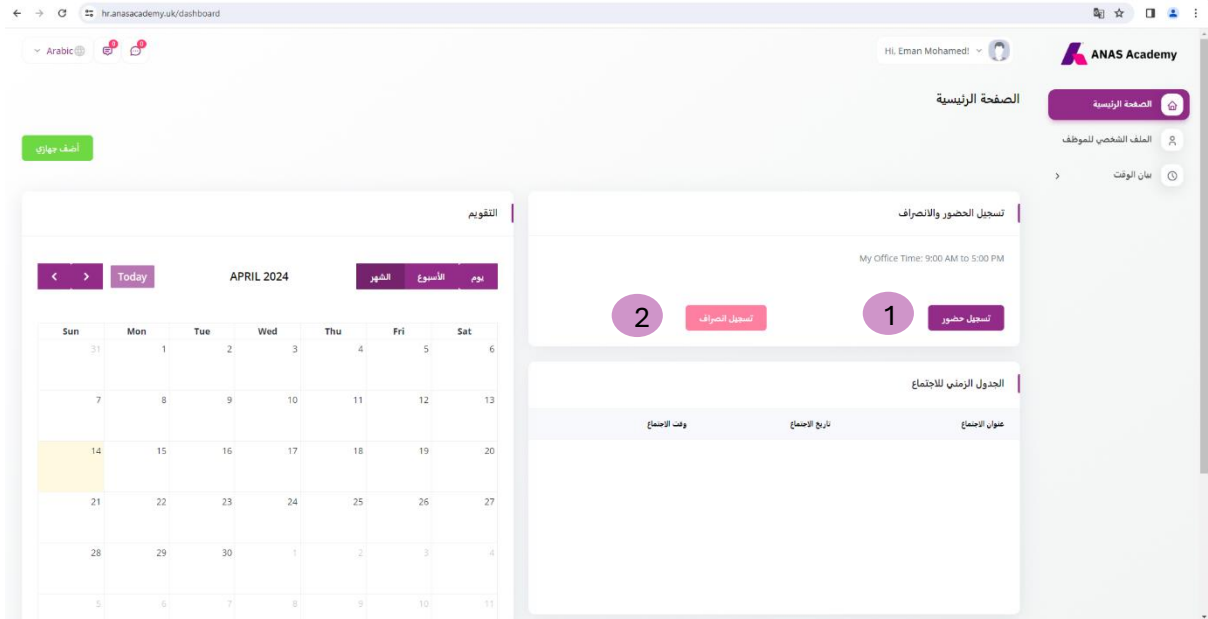 hr.anasacademy.uk/dashboard
ANAS Academy
Hi, Eman Mohamed!
Arabic
0
0
الصفحة الرئيسية
الملف الشخصي للموظف
بيان الوقت
الصفحة الرئيسية
أضف جهازي
تسجيل الحضور والانصراف
My Office Time: 9:00 AM to 5:00 PM
تسجيل حضور
1
تسجيل انصراف
2
الجدول الزمني للاجتماع
عنوان الاجتماع تاريخ الاجتماع وقت الاجتماع
التقويم
Today
APRIL 2024
يوم الأسبوع الشهر
Sun Mon Tue Wed Thu Fri Sat
31 1 2 3 4 5 6
7 8 9 10 11 12 13
14 15 16 17 18 19 20
21 22 23 24 25 26 27
28 29 30 1 2 3 4
5 6 7 8 9 10 11